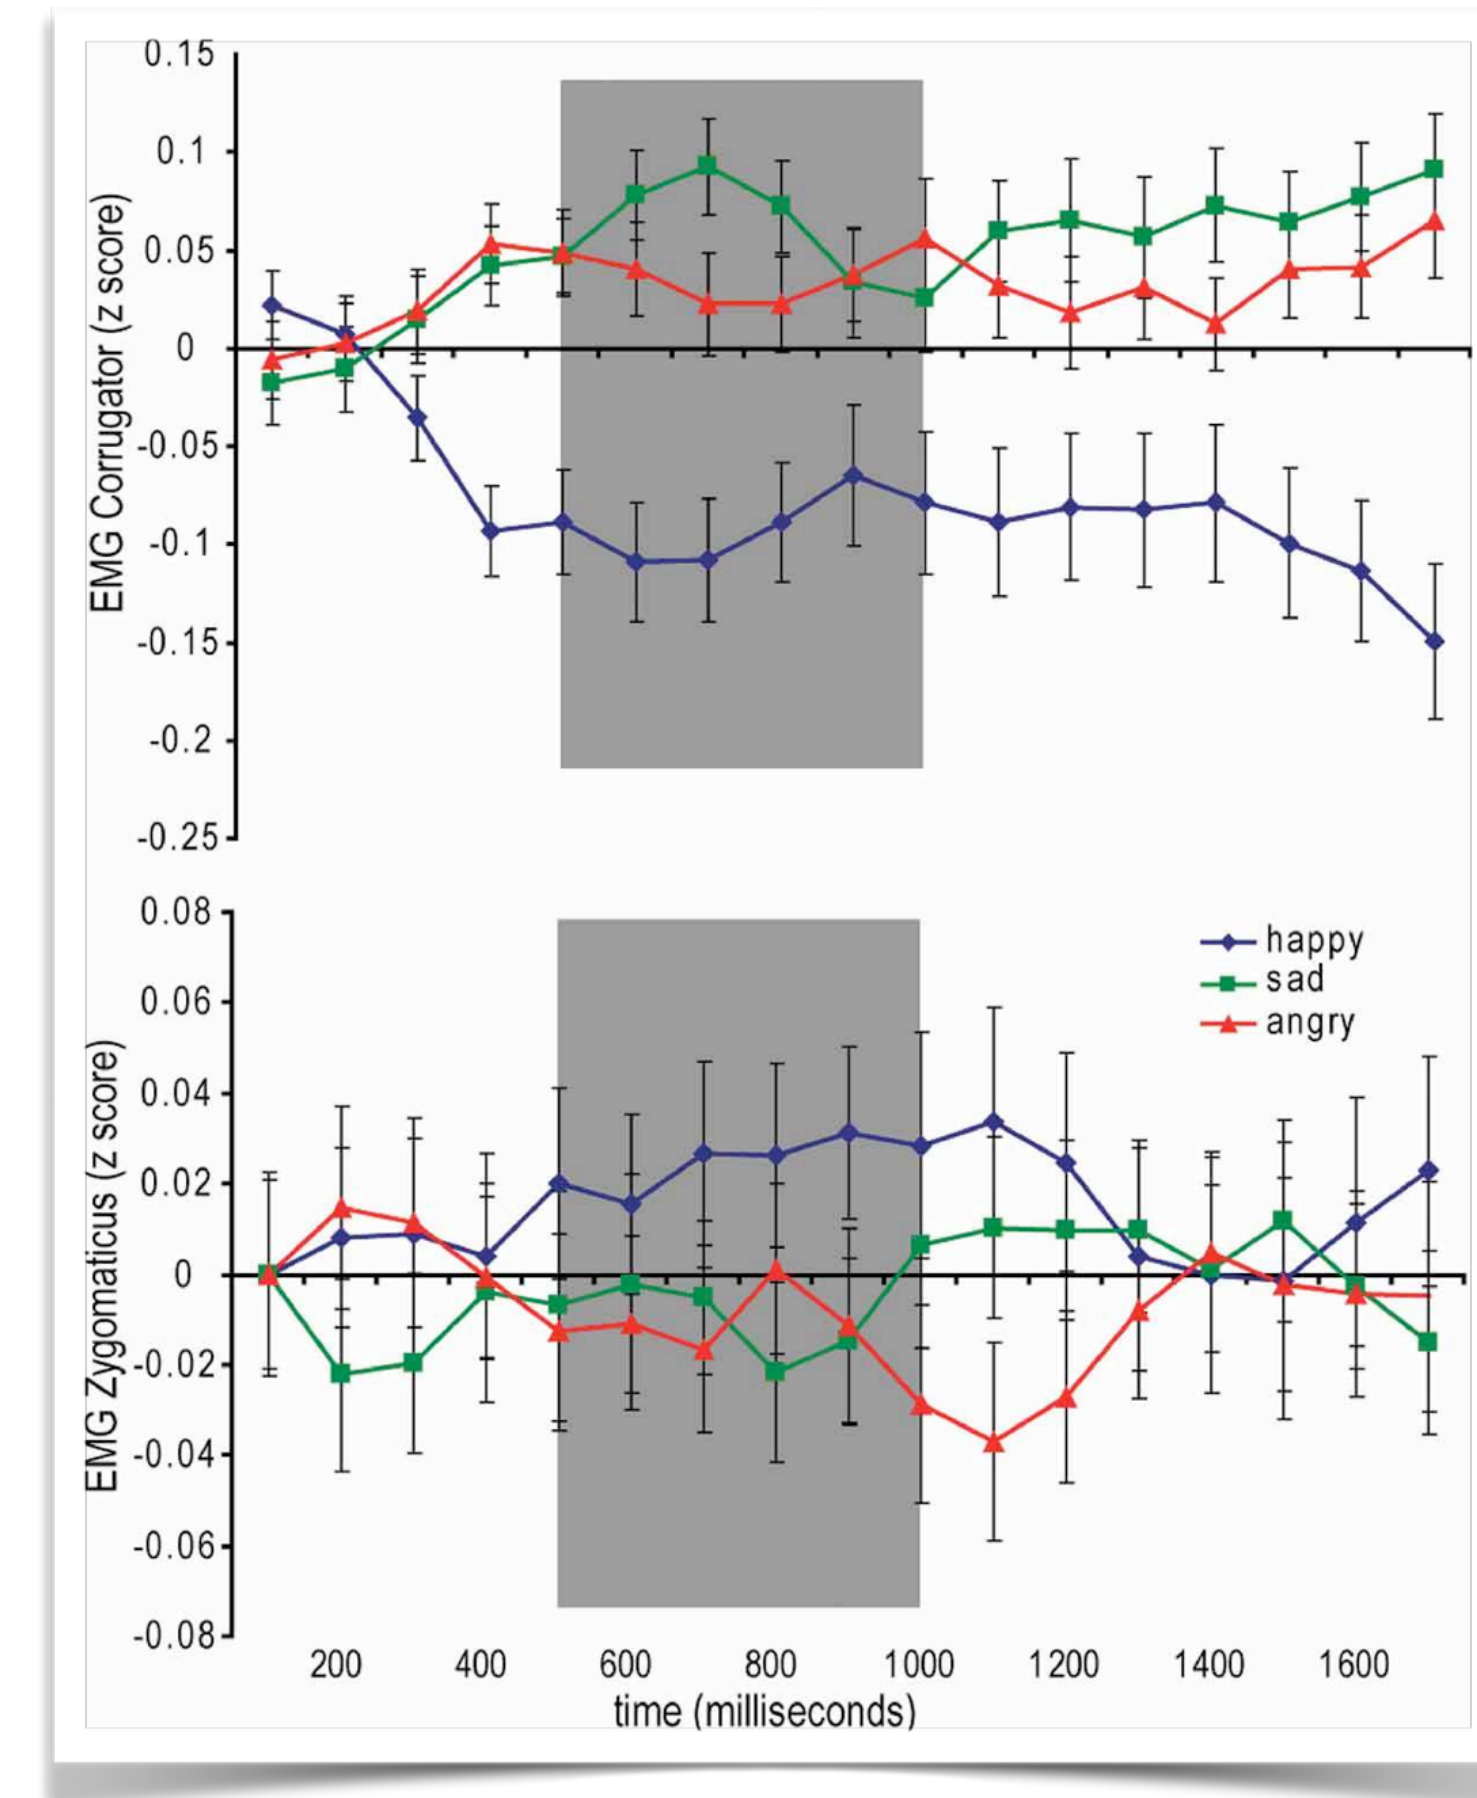 0.15
0.1
0.05
0
-0.05
-0.1
-0.15
-0.2
-0.25
EMG Corrugator (z score)
0.08
0.06
0.04
0.02
0
-0.02
-0.04
-0.06
-0.08
EMG Zygomaticus (z score)
happy
sad
angry
200 400 600 800 1000 1200 1400 1600
time (milliseconds)